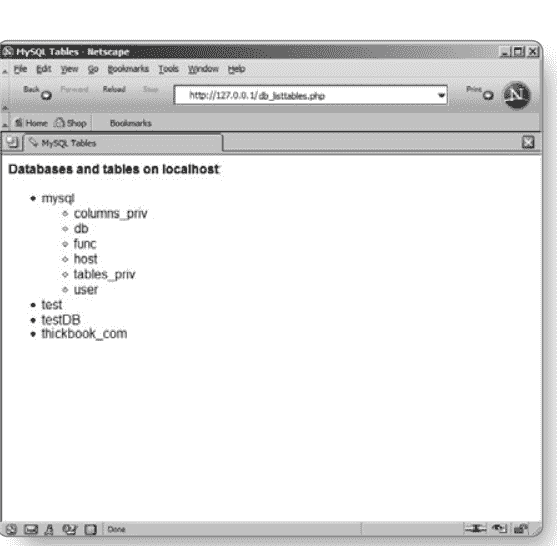 MySQL Tables - Netscape
File Edit View Go Bookmarks Tools Window Help
Back Forward Reload Stop http://127.0.0.1/db_listtables.php Print N
Home Shop Bookmarks
MySQL Tables
Databases and tables on localhost
mysql
columns_priv
db
func
host
tables_priv
user
test
testDB
thickbook_com
Done